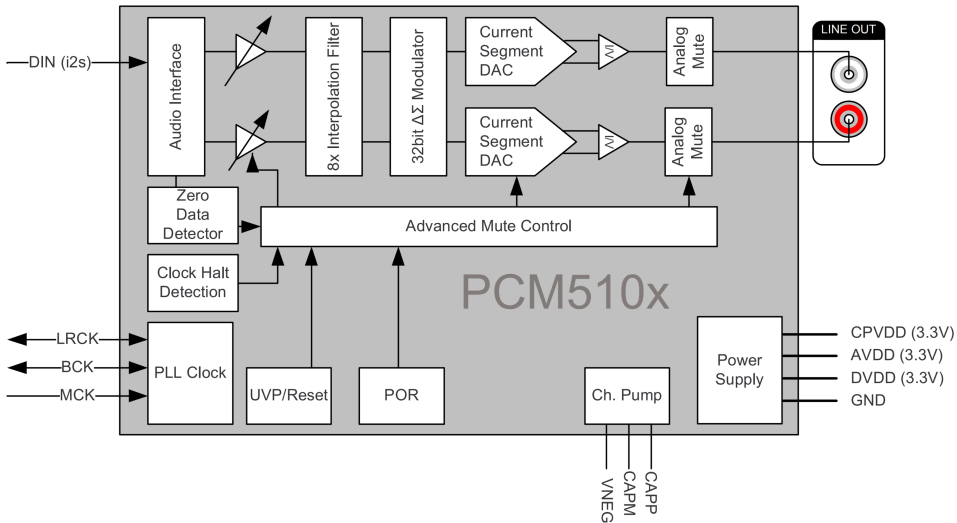 LINE OUT
DIN (i2s)
Audio Interface
8x Interpolation Filter
32bit ΔΣ Modulator
Current
Segment
DAC
I/V
Analog
Mute
Current
Segment
DAC
I/V
Analog
Mute
Zero
Data
Detector
Advanced Mute Control
Clock Halt
Detection
PCM510x
LRCK
BCK
MCK
PLL Clock
UVP/Reset
POR
Ch. Pump
Power
Supply
CPVDD (3.3V)
AVDD (3.3V)
DVDD (3.3V)
GND
VNEG
CAPM
CAPP